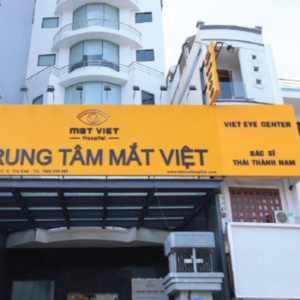 MẮT VIỆT
Hospital
RUNG TÂM MẮT VIỆT
VIET EYE CENTER
BÁC SĨ
THÁI THÀNH NAM